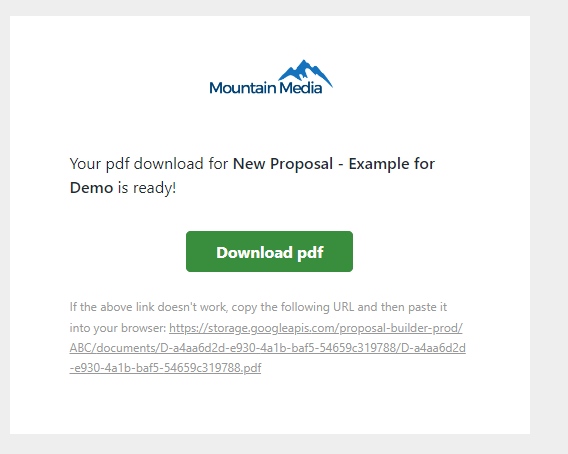 Mountain Media
Your pdf download for New Proposal - Example for
Demo is ready!
Download pdf
If the above link doesn't work, copy the following URL and then paste it
into your browser: https://storage.googleapis.com/proposal-builder-prod/
ABC/documents/D-a4aa6d2d-e930-4a1b-baf5-54659c319788/D-a4aa6d2d
-e930-4a1b-baf5-54659c319788.pdf